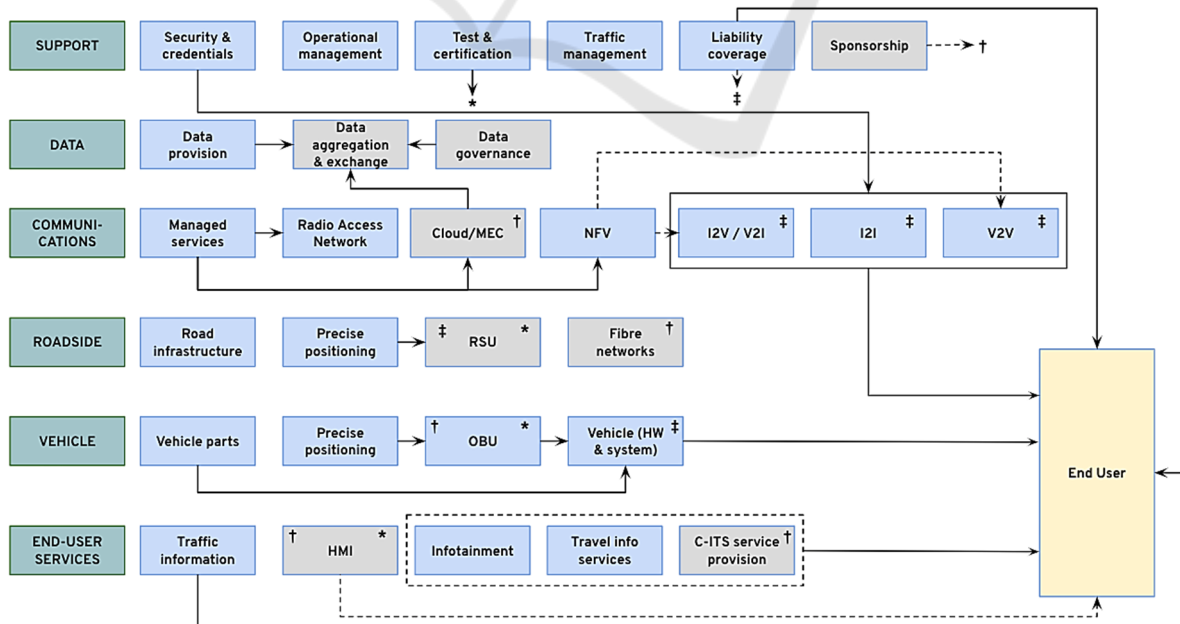 SUPPORT
Security &
credentials
Operational
management
Test &
certification
Traffic
management
Liability
coverage
Sponsorship
†
*
‡
DATA
Data
provision
Data
aggregation
& exchange
Data
governance
COMMUNI-
CATIONS
Managed
services
Radio Access
Network
Cloud/MEC †
NFV
I2V / V2I ‡
I2I ‡
V2V ‡
ROADSIDE
Road
infrastructure
Precise
positioning
‡ RSU *
Fibre †
networks
VEHICLE
Vehicle parts
Precise
positioning
† OBU *
Vehicle (HW ‡
& system)
End User
END-USER
SERVICES
Traffic
information
† HMI *
Infotainment
Travel info
services
C-ITS service †
provision